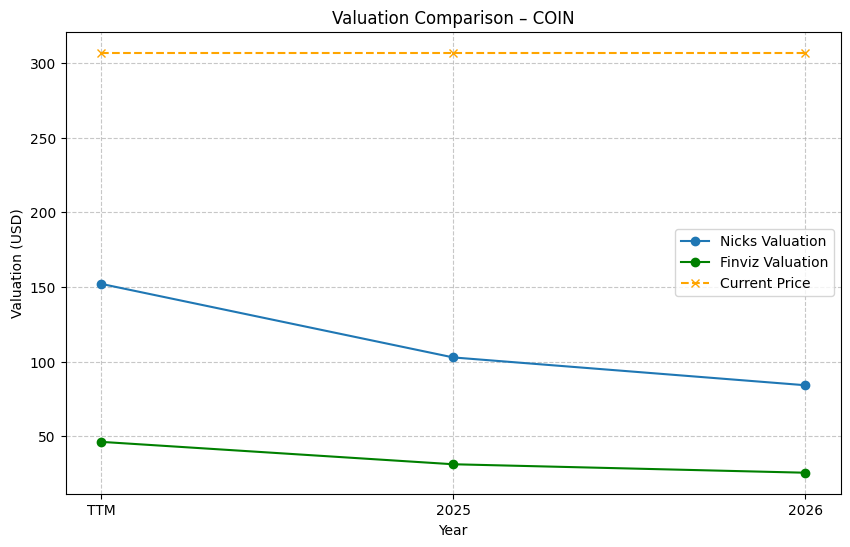 Valuation Comparison – COIN
Valuation (USD)
300
250
200
150
100
50
Nicks Valuation
Finviz Valuation
Current Price
TTM
2025
2026
Year